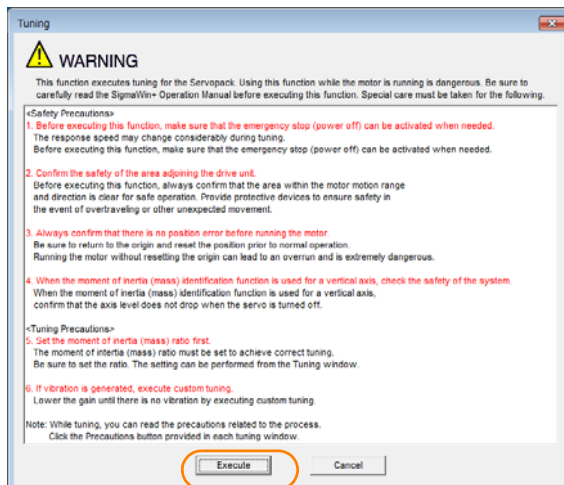 Tuning
WARNING
This function executes tuning for the Servopack. Using this function while the motor is running is dangerous. Be sure to
carefully read the SigmaWin+ Operation Manual before executing this function. Special care must be taken for the following.
<Safety Precautions>
1. Before executing this function, make sure that the emergency stop (power off) can be activated when needed.
The response speed may change considerably during tuning.
Before executing this function, make sure that the emergency stop (power off) can be activated when needed.
2. Confirm the safety of the area adjoining the drive unit.
Before executing this function, always confirm that the area within the motor motion range
and direction is clear for safe operation. Provide protective devices to ensure safety in
the event of overtraveling or other unexpected movement.
3. Always confirm that there is no position error before running the motor.
Be sure to return to the origin and reset the position prior to normal operation.
Running the motor without resetting the origin can lead to an overrun and is extremely dangerous.
4. When the moment of inertia (mass) identification function is used for a vertical axis, check the safety of the system.
When the moment of inertia (mass) identification function is used for a vertical axis,
confirm that the axis level does not drop when the servo is turned off.
<Tuning Precautions>
5. Set the moment of inertia (mass) ratio first.
The moment of intertia (mass) ratio must be set to achieve correct tuning.
Be sure to set the ratio. The setting can be performed from the Tuning window.
6. If vibration is generated, execute custom tuning.
Lower the gain until there is no vibration by executing custom tuning.
Note: While tuning, you can read the precautions related to the process.
Click the Precautions button provided in each tuning window.
Execute
Cancel